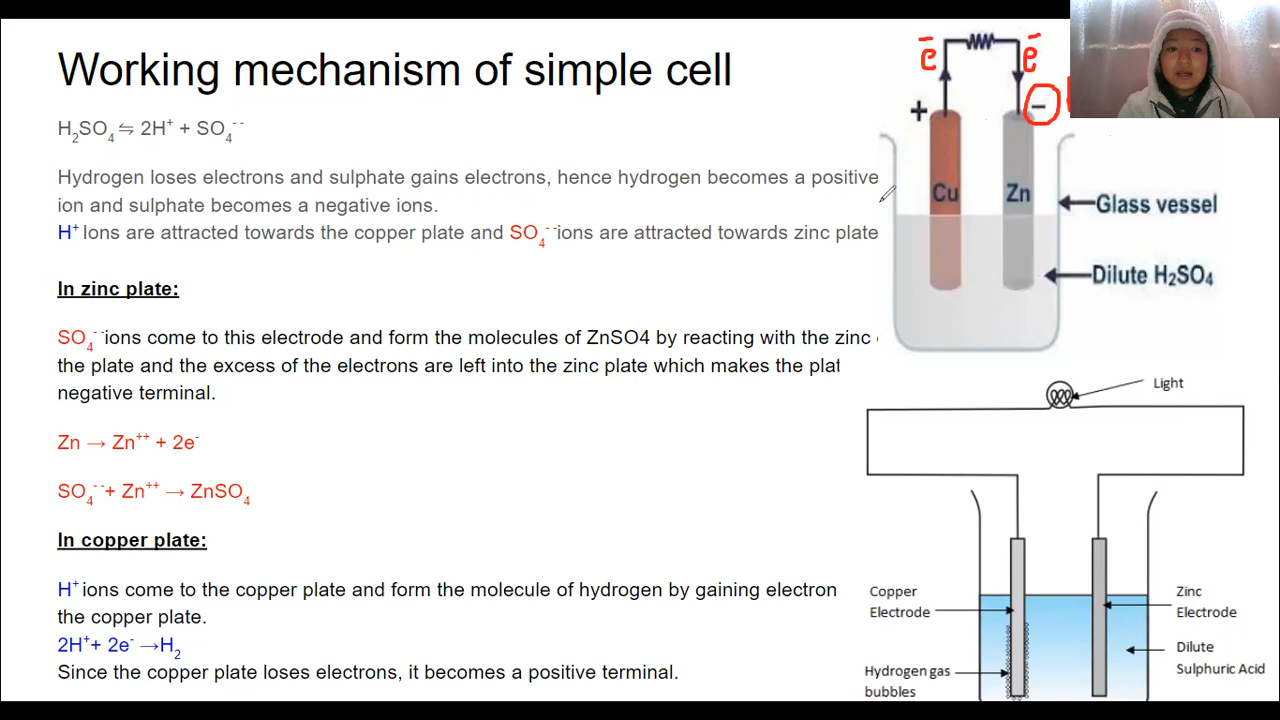 Working mechanism of simple cell
H₂SO₄ ⇋ 2H⁺ + SO₄⁻⁻
Hydrogen loses electrons and sulphate gains electrons, hence hydrogen becomes a positive
ion and sulphate becomes a negative ions.
H⁺ Ions are attracted towards the copper plate and SO₄⁻⁻ ions are attracted towards zinc plate
In zinc plate:
SO₄⁻⁻ ions come to this electrode and form the molecules of ZnSO4 by reacting with the zinc
the plate and the excess of the electrons are left into the zinc plate which makes the plat
negative terminal.
Zn → Zn⁺⁺ + 2e⁻
SO₄⁻⁻ + Zn⁺⁺ → ZnSO₄
In copper plate:
H⁺ ions come to the copper plate and form the molecule of hydrogen by gaining electron
the copper plate.
2H⁺+ 2e⁻ →H₂
Since the copper plate loses electrons, it becomes a positive terminal.
e⁻ e⁻
+ −
Cu Zn
Glass vessel
Dilute H₂SO₄
Light
Copper
Electrode
Zinc
Electrode
Dilute
Sulphuric Acid
Hydrogen gas
bubbles